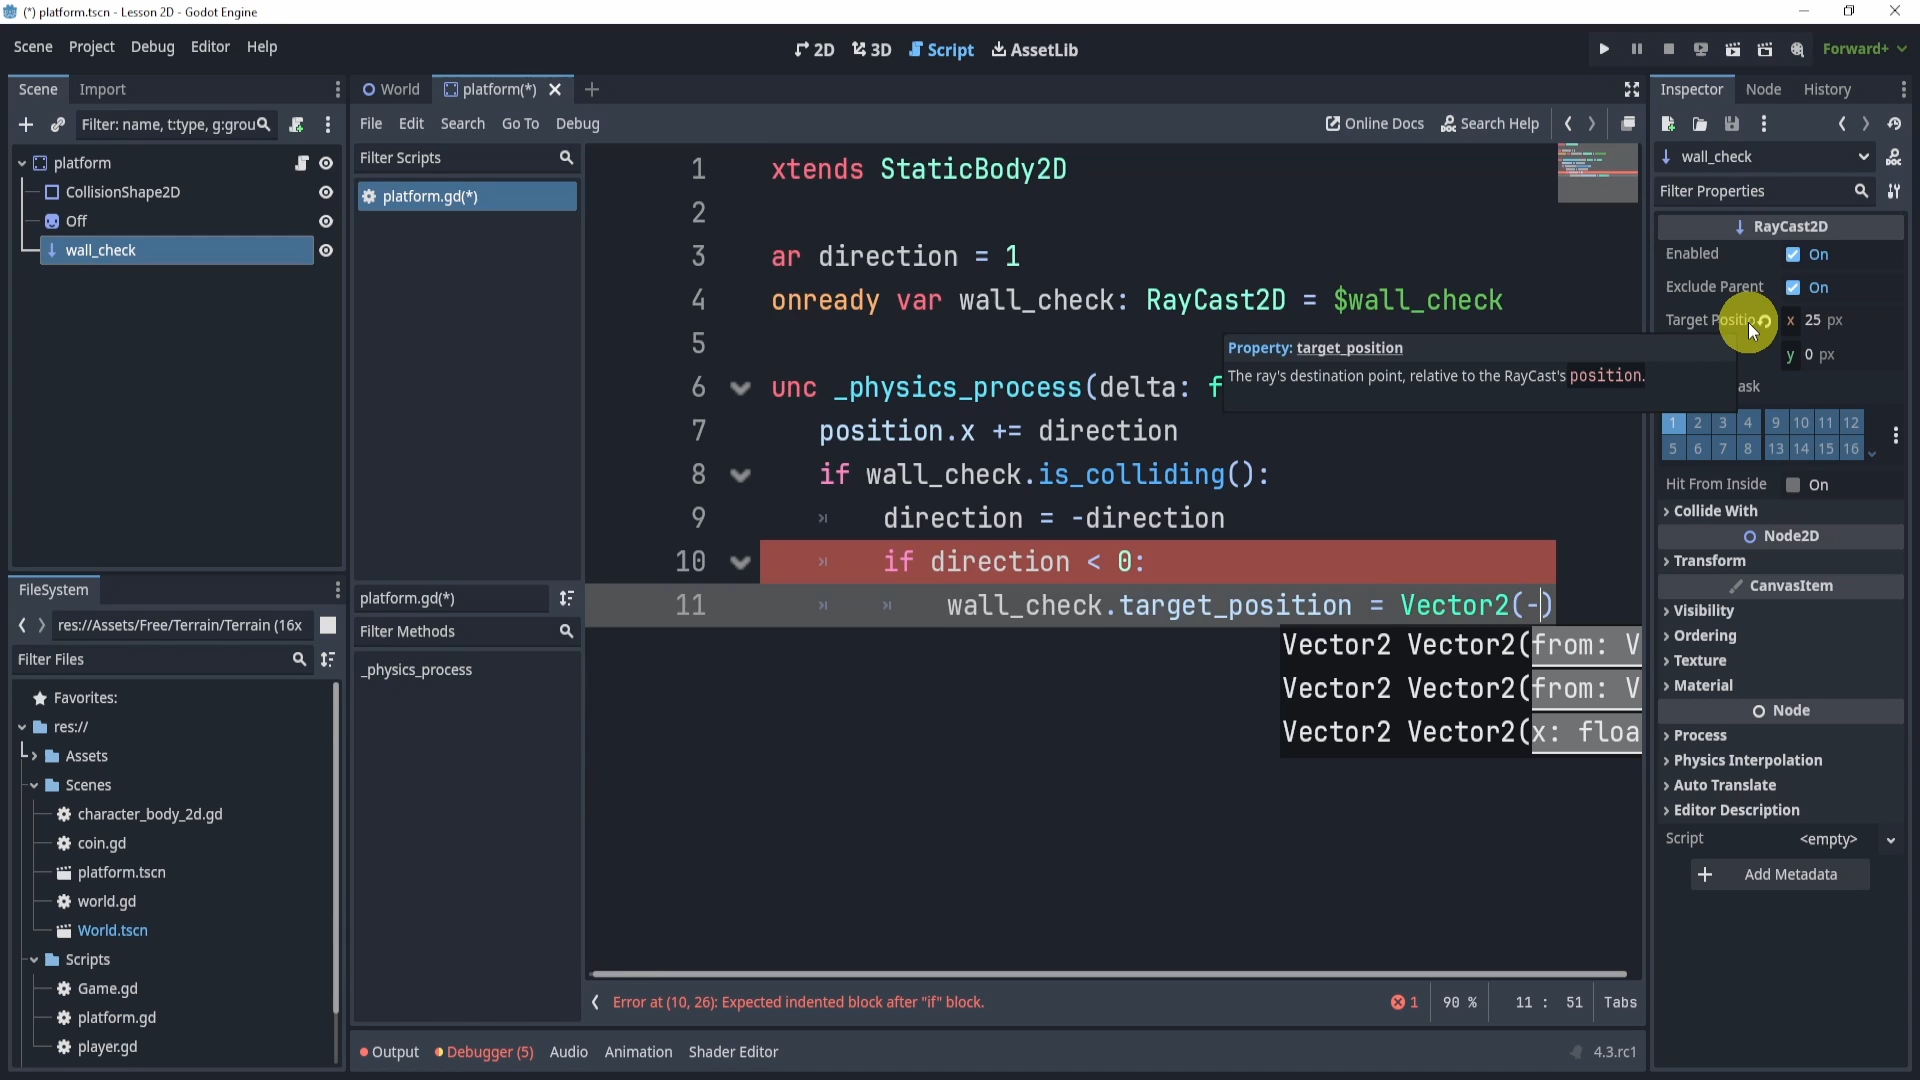 (*) platform.tscn - Lesson 2D - Godot Engine
Scene Project Debug Editor Help
2D 3D Script AssetLib
Forward+
Scene Import
World platform(*)
Inspector Node History
Filter: name, t:type, g:grou
File Edit Search Go To Debug
Online Docs Search Help
platform
CollisionShape2D
Off
wall_check
Filter Scripts
platform.gd(*)
platform.gd(*)
Filter Methods
_physics_process
1 xtends StaticBody2D
2
3 ar direction = 1
4 onready var wall_check: RayCast2D = $wall_check
5
6 unc _physics_process(delta: f
7 position.x += direction
8 if wall_check.is_colliding():
9 direction = -direction
10 if direction < 0:
11 wall_check.target_position = Vector2(-)
Vector2 Vector2(from: V
Vector2 Vector2(from: V
Vector2 Vector2(x: floa
Property: target_position
The ray's destination point, relative to the RayCast's position.
Error at (10, 26): Expected indented block after "if" block.
1 90 % 11 : 51 Tabs
Output Debugger (5) Audio Animation Shader Editor
4.3.rc1
FileSystem
res://Assets/Free/Terrain/Terrain (16x
Filter Files
Favorites:
res://
Assets
Scenes
character_body_2d.gd
coin.gd
platform.tscn
world.gd
World.tscn
Scripts
Game.gd
platform.gd
player.gd
wall_check
Filter Properties
RayCast2D
Enabled On
Exclude Parent On
Target Positio x 25 px
y 0 px
ask
1 2 3 4 9 10 11 12
5 6 7 8 13 14 15 16
Hit From Inside On
Collide With
Node2D
Transform
CanvasItem
Visibility
Ordering
Texture
Material
Node
Process
Physics Interpolation
Auto Translate
Editor Description
Script <empty>
Add Metadata